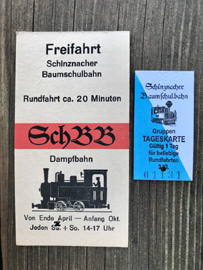 Freifahrt
Schinznacher
Baumschulbahn
Rundfahrt ca. 20 Minuten
SchBB
Dampfbahn
Von Ende April — Anfang Okt.
Jeden Sa. + So. 14-17 Uhr
Schinznacher
Baumschulbahn
Gruppen
TAGESKARTE
Gültig 1 Tag
für beliebige
Rundfahrten